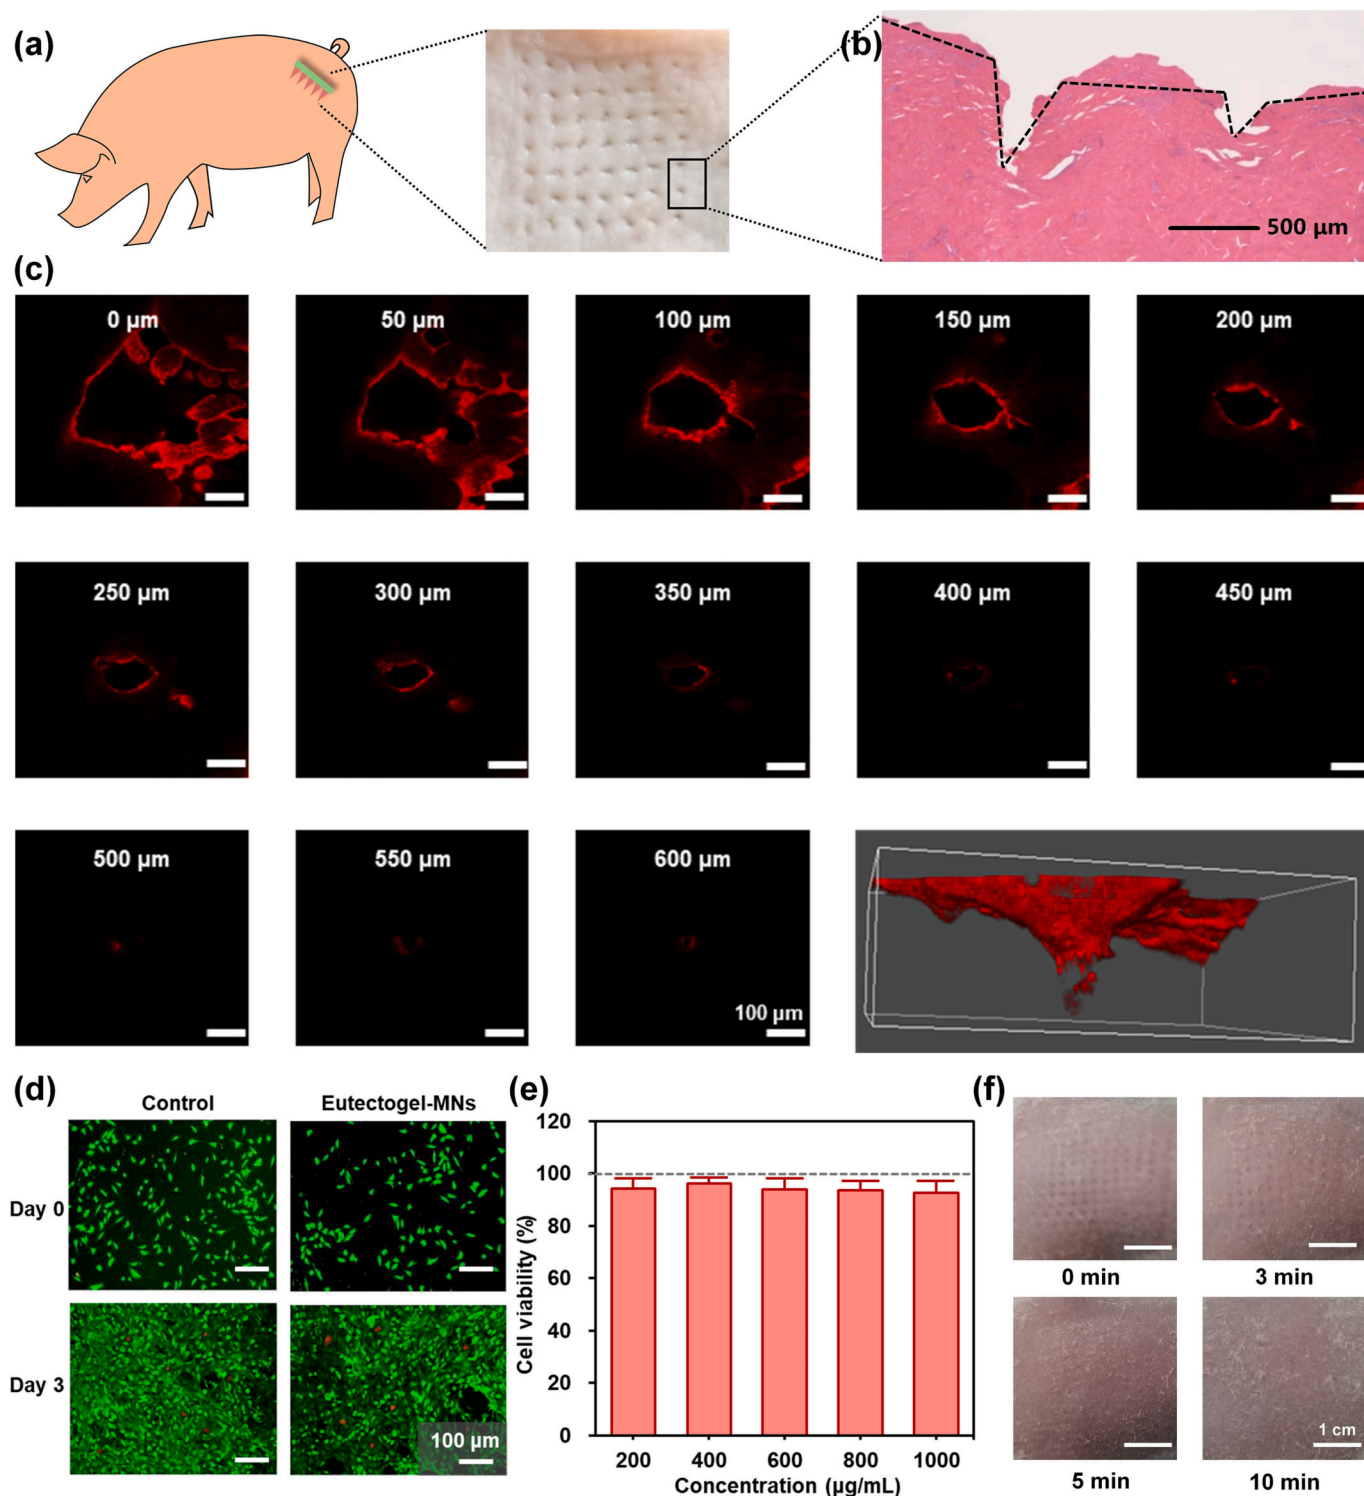 (a)
(b)
500 μm
(c)
0 μm
50 μm
100 μm
150 μm
200 μm
250 μm
300 μm
350 μm
400 μm
450 μm
500 μm
550 μm
600 μm
100 μm
(d)
Control
Eutectogel-MNs
Day 0
Day 3
100 μm
(e)
Cell viability (%)
120
100
80
60
40
20
0
200 400 600 800 1000
Concentration (μg/mL)
(f)
0 min
3 min
5 min
10 min
1 cm